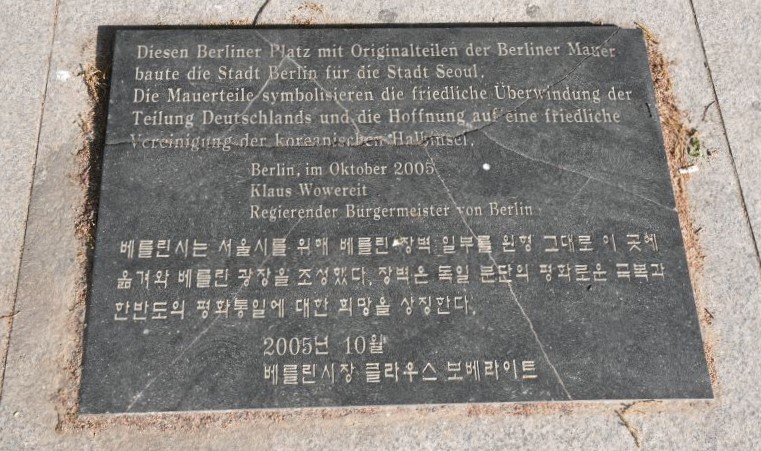 Diesen Berliner Platz mit Originalteilen der Berliner Mauer
baute die Stadt Berlin für die Stadt Seoul.
Die Mauerteile symbolisieren die friedliche Überwindung der
Teilung Deutschlands und die Hoffnung auf eine friedliche
Vereinigung der koreanischen Halbinsel.
Berlin, im Oktober 2005
Klaus Wowereit
Regierender Bürgermeister von Berlin
베를린시는 서울시를 위해 베를린 장벽 일부를 원형 그대로 이 곳에
옮겨와 베를린 광장을 조성했다. 장벽은 독일 분단의 평화로운 극복과
한반도의 평화통일에 대한 희망을 상징한다.
2005년 10월
베를린시장 클라우스 보베라이트